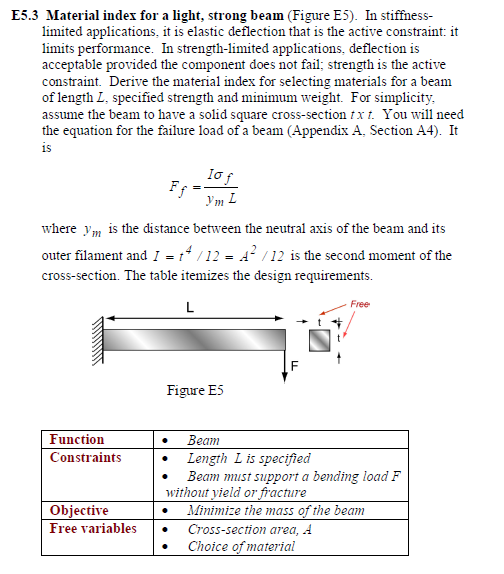 E5.3 Material index for a light, strong beam (Figure E5). In stiffness-
limited applications, it is elastic deflection that is the active constraint: it
limits performance. In strength-limited applications, deflection is
acceptable provided the component does not fail; strength is the active
constraint. Derive the material index for selecting materials for a beam
of length L, specified strength and minimum weight. For simplicity,
assume the beam to have a solid square cross-section t x t. You will need
the equation for the failure load of a beam (Appendix A, Section A4). It
is
F_f = Iσ_f / y_m L
where y_m is the distance between the neutral axis of the beam and its
outer filament and I = t^4 / 12 = A^2 / 12 is the second moment of the
cross-section. The table itemizes the design requirements.
L
Free
t
t
F
Figure E5
Function • Beam
Constraints • Length L is specified
• Beam must support a bending load F
without yield or fracture
Objective • Minimize the mass of the beam
Free variables • Cross-section area, A
• Choice of material